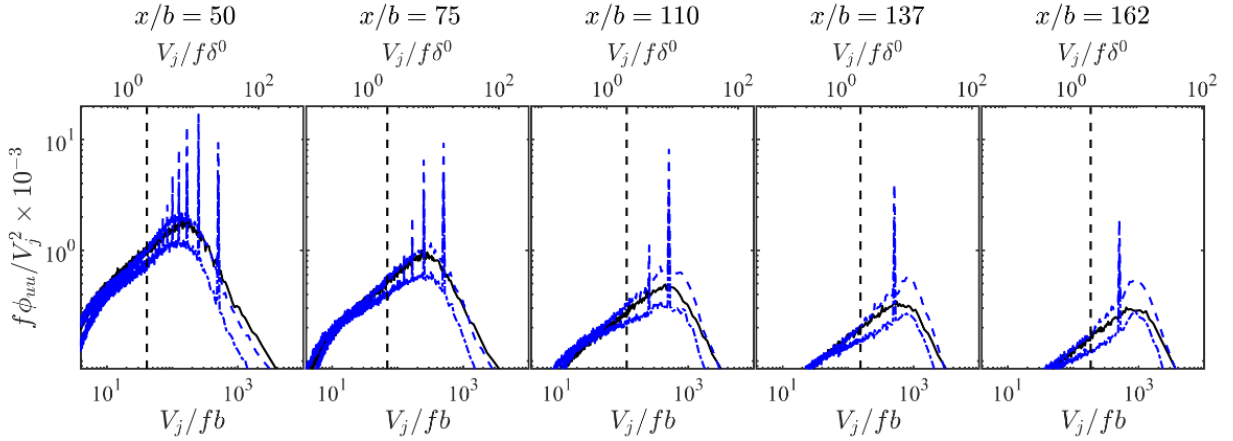 x/b = 50 x/b = 75 x/b = 110 x/b = 137 x/b = 162
V_j/fδ^0 V_j/fδ^0 V_j/fδ^0 V_j/fδ^0 V_j/fδ^0
10^0 10^2 10^0 10^2 10^0 10^2 10^0 10^2 10^0 10^2
10^1
10^0
fϕ_{uu}/V_j^2 × 10^{-3}
10^1 10^3 10^1 10^3 10^1 10^3 10^1 10^3 10^1 10^3
V_j/fb V_j/fb V_j/fb V_j/fb V_j/fb